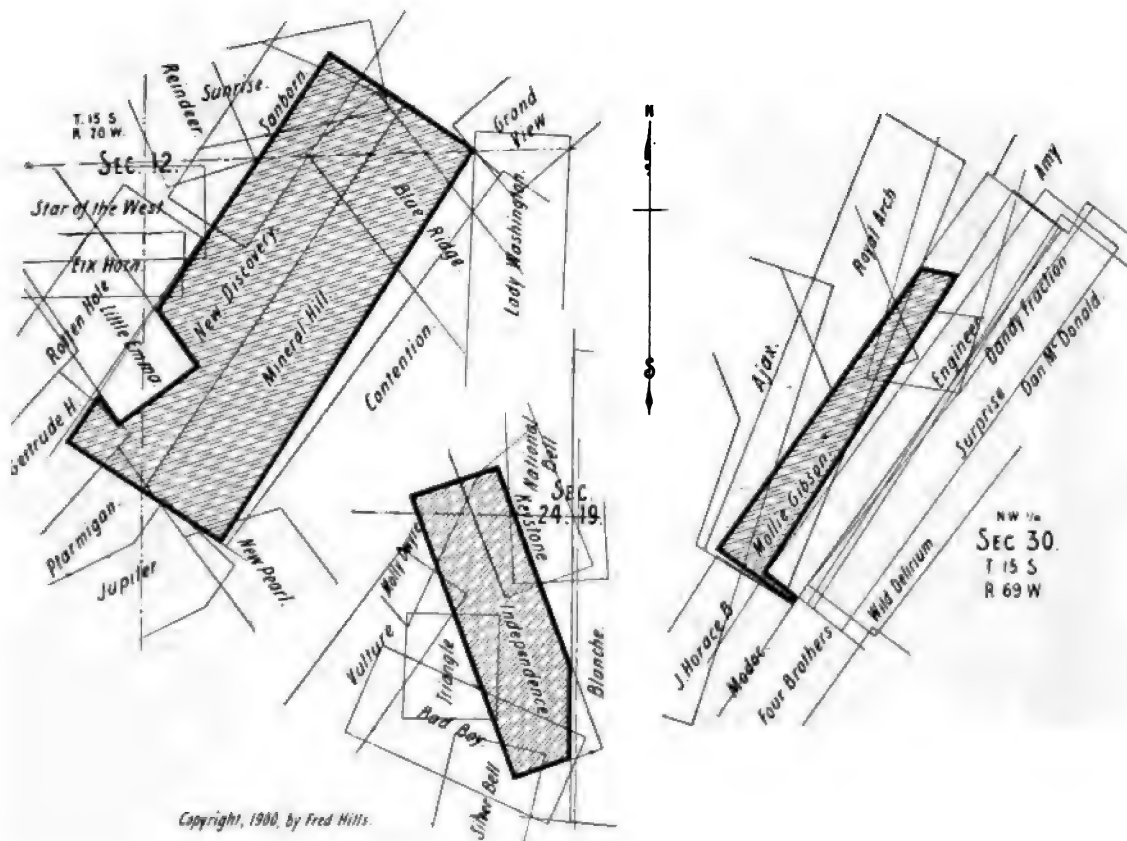 T. 15 S
R 70 W.
SEC. 12.
Reindeer
Sunrise.
Sanborn.
Grand
View
Star of the West
Elk Horn.
Rotten Hole
Little Emma
New Discovery.
Mineral Hill
Blue Ridge.
Lady Washington.
Contention.
Gertrude H.
Ptarmigan.
Jupiter
New Pearl.
National
Bell
Keystone
SEC.
24. 19.
Vulture
Triangle
Independence
Blanche.
Bad Boy.
Silver Bell
Copyright, 1900, by Fred Hills.
N
S
Ajax.
Royal Arch
Amy
Engineer
Dandy fraction
Dan McDonald.
Surprise
Mollie Gibson.
NW 1/4
SEC 30.
T 15 S
R 69 W
J. Horace B
Modoc
Four Brothers
Wild Delirium